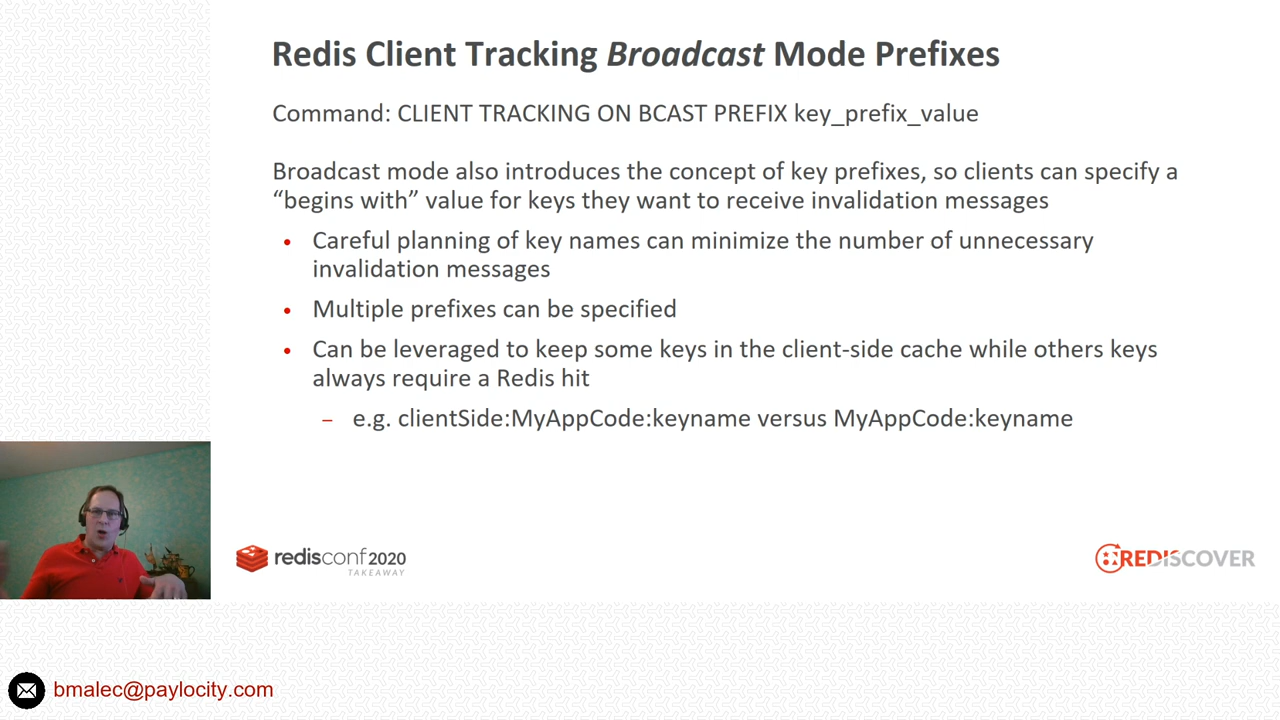 Redis Client Tracking Broadcast Mode Prefixes
Command: CLIENT TRACKING ON BCAST PREFIX key_prefix_value
Broadcast mode also introduces the concept of key prefixes, so clients can specify a
“begins with” value for keys they want to receive invalidation messages
• Careful planning of key names can minimize the number of unnecessary
invalidation messages
• Multiple prefixes can be specified
• Can be leveraged to keep some keys in the client-side cache while others keys
always require a Redis hit
– e.g. clientSide:MyAppCode:keyname versus MyAppCode:keyname
redisconf 2020
TAKEAWAY
REDISCOVER
bmalec@paylocity.com